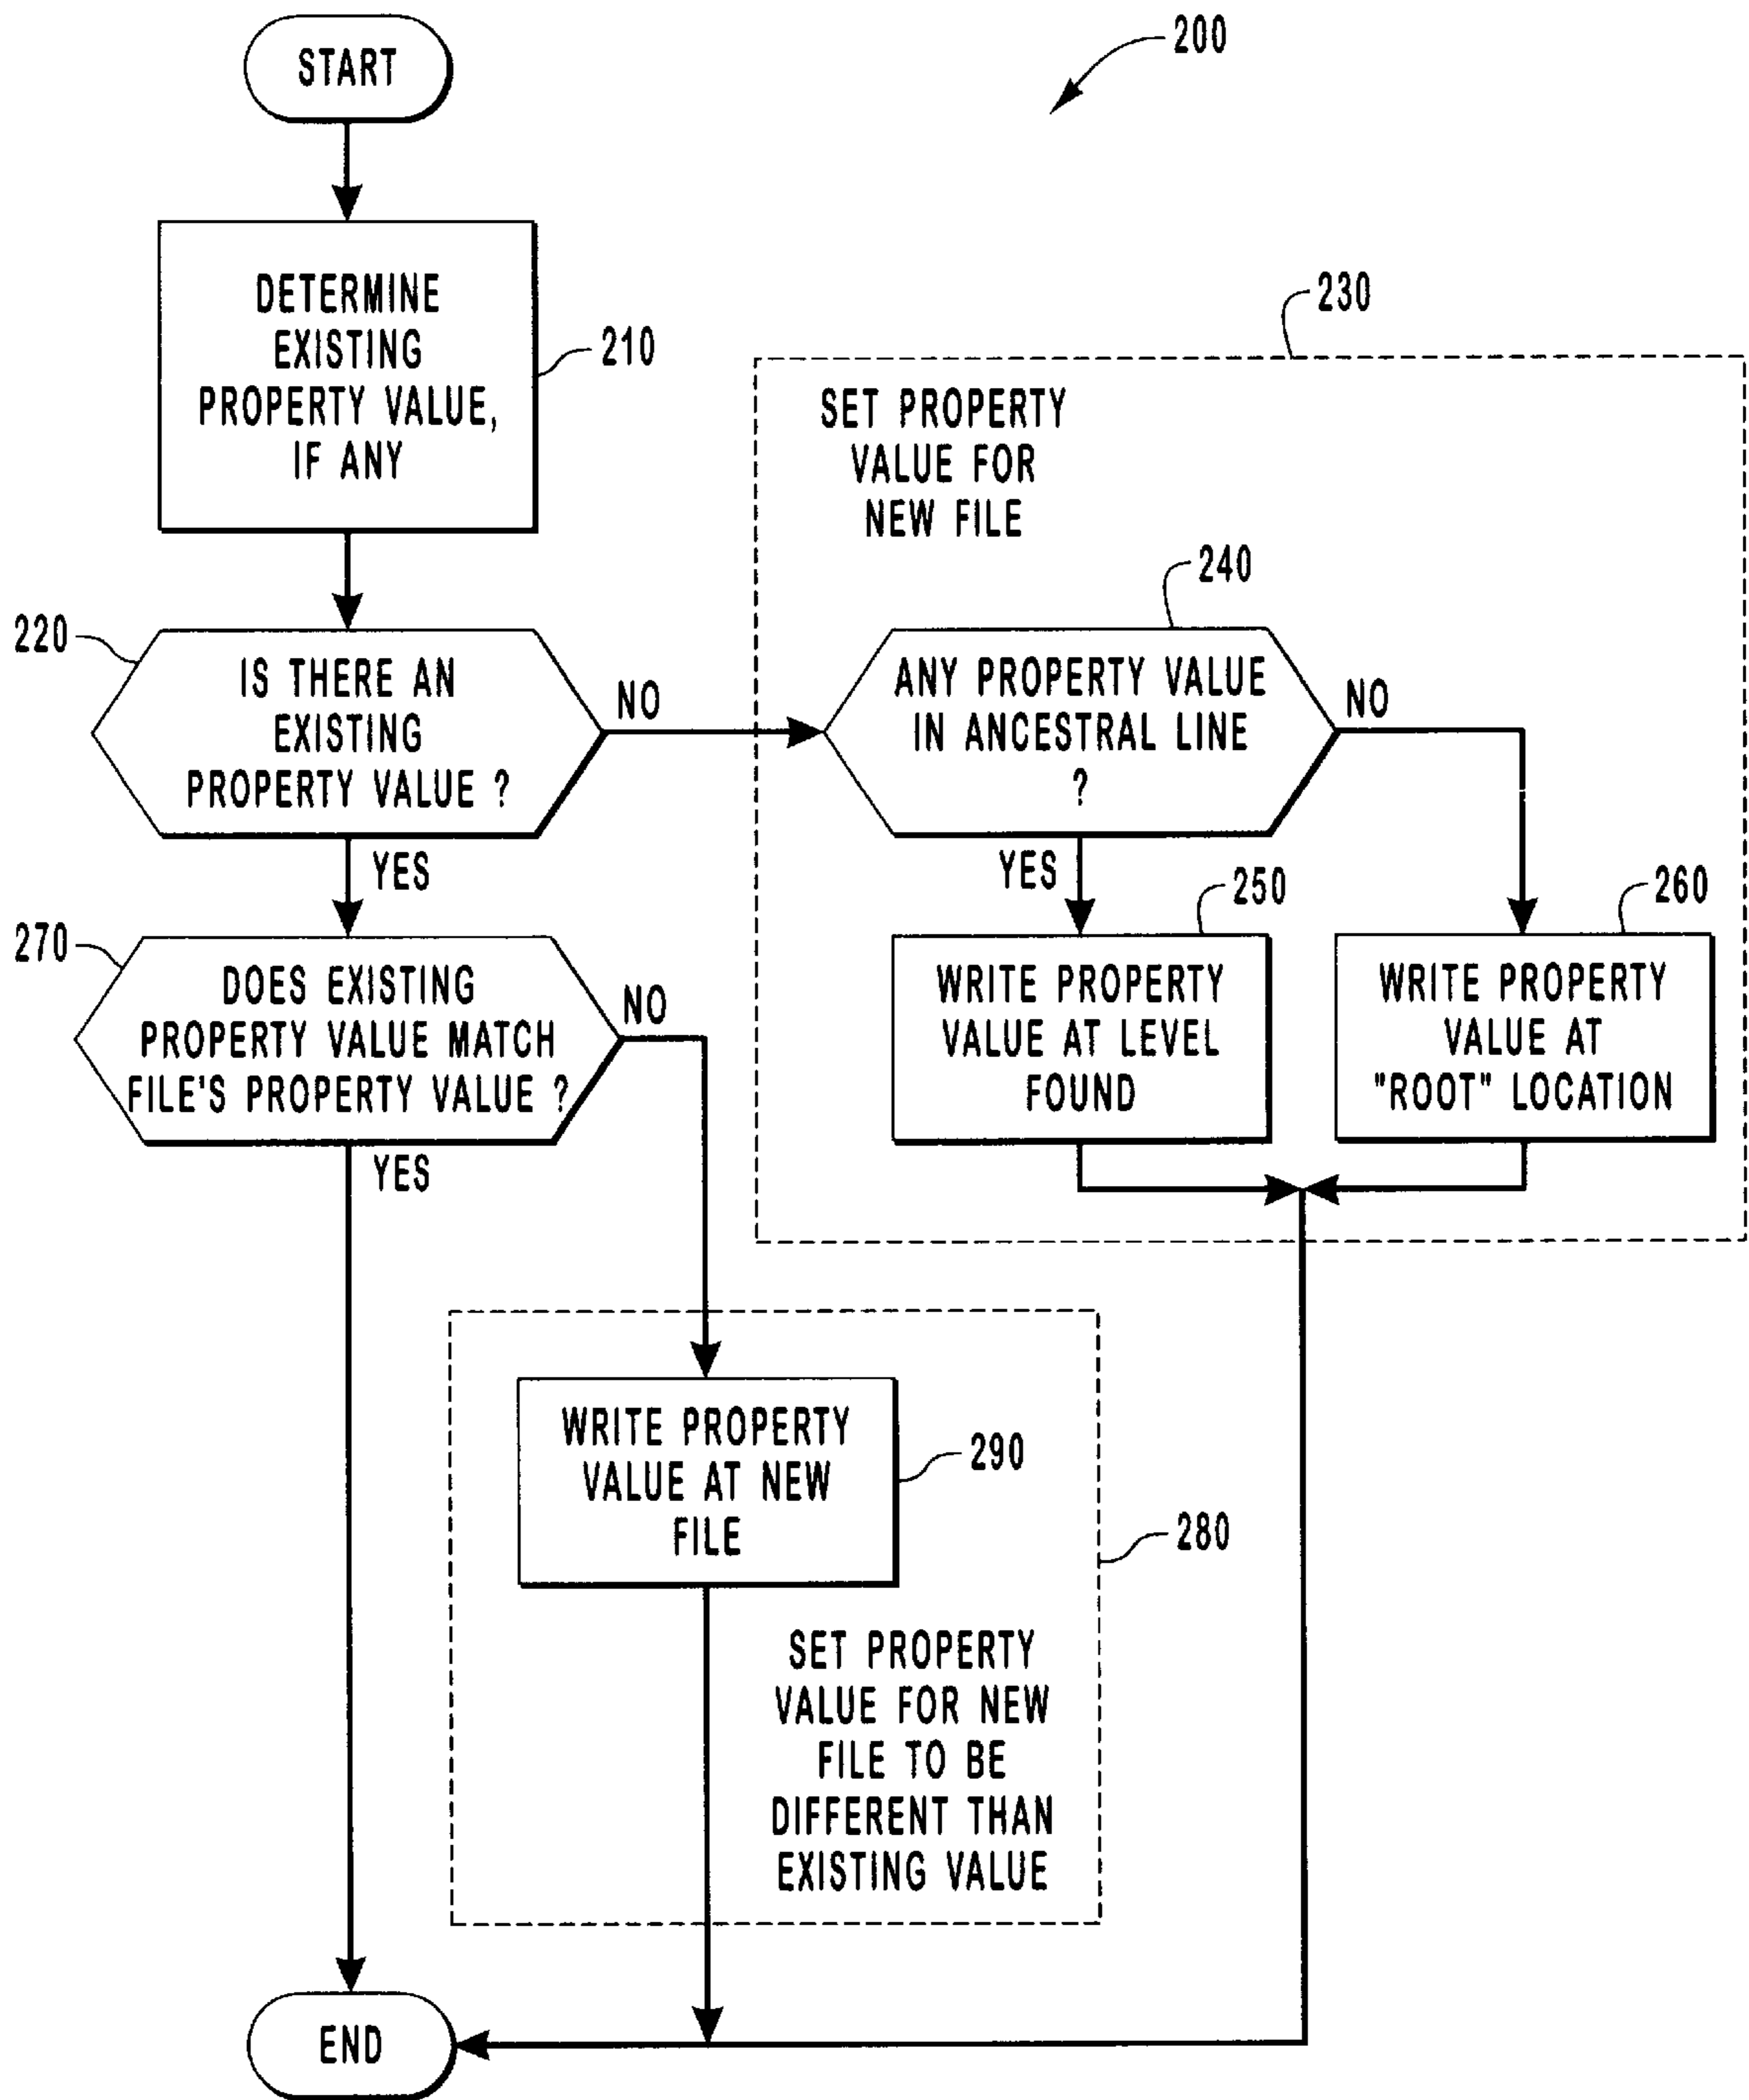 START
200
DETERMINE
EXISTING
PROPERTY VALUE,
IF ANY
210
230
SET PROPERTY
VALUE FOR
NEW FILE
220
IS THERE AN
EXISTING
PROPERTY VALUE ?
NO
YES
240
ANY PROPERTY VALUE
IN ANCESTRAL LINE
?
NO
YES
250
WRITE PROPERTY
VALUE AT LEVEL
FOUND
260
WRITE PROPERTY
VALUE AT
"ROOT" LOCATION
270
DOES EXISTING
PROPERTY VALUE MATCH
FILE'S PROPERTY VALUE ?
NO
YES
WRITE PROPERTY
VALUE AT NEW
FILE
290
280
SET PROPERTY
VALUE FOR NEW
FILE TO BE
DIFFERENT THAN
EXISTING VALUE
END